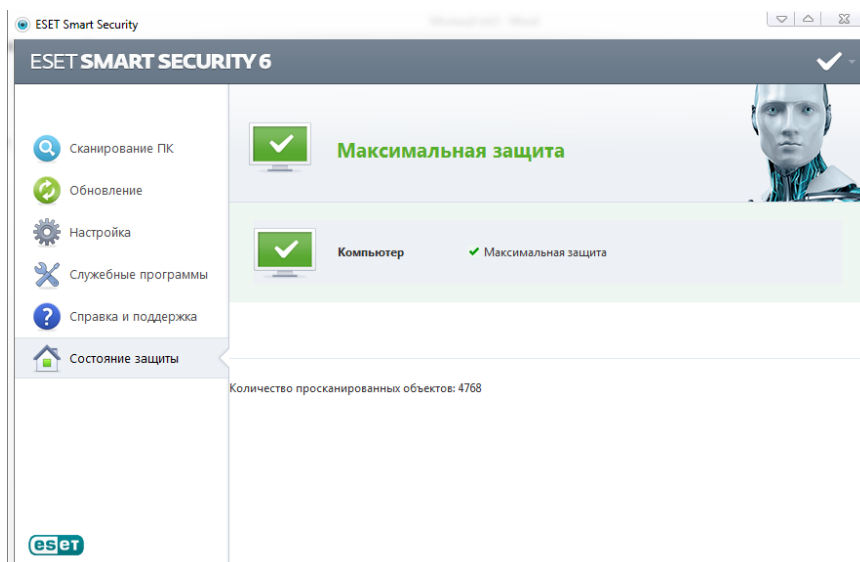 ESET Smart Security
ESET SMART SECURITY 6
Сканирование ПК
Обновление
Настройка
Служебные программы
Справка и поддержка
Состояние защиты
Максимальная защита
Компьютер
Максимальная защита
Количество просканированных объектов: 4768
eseT